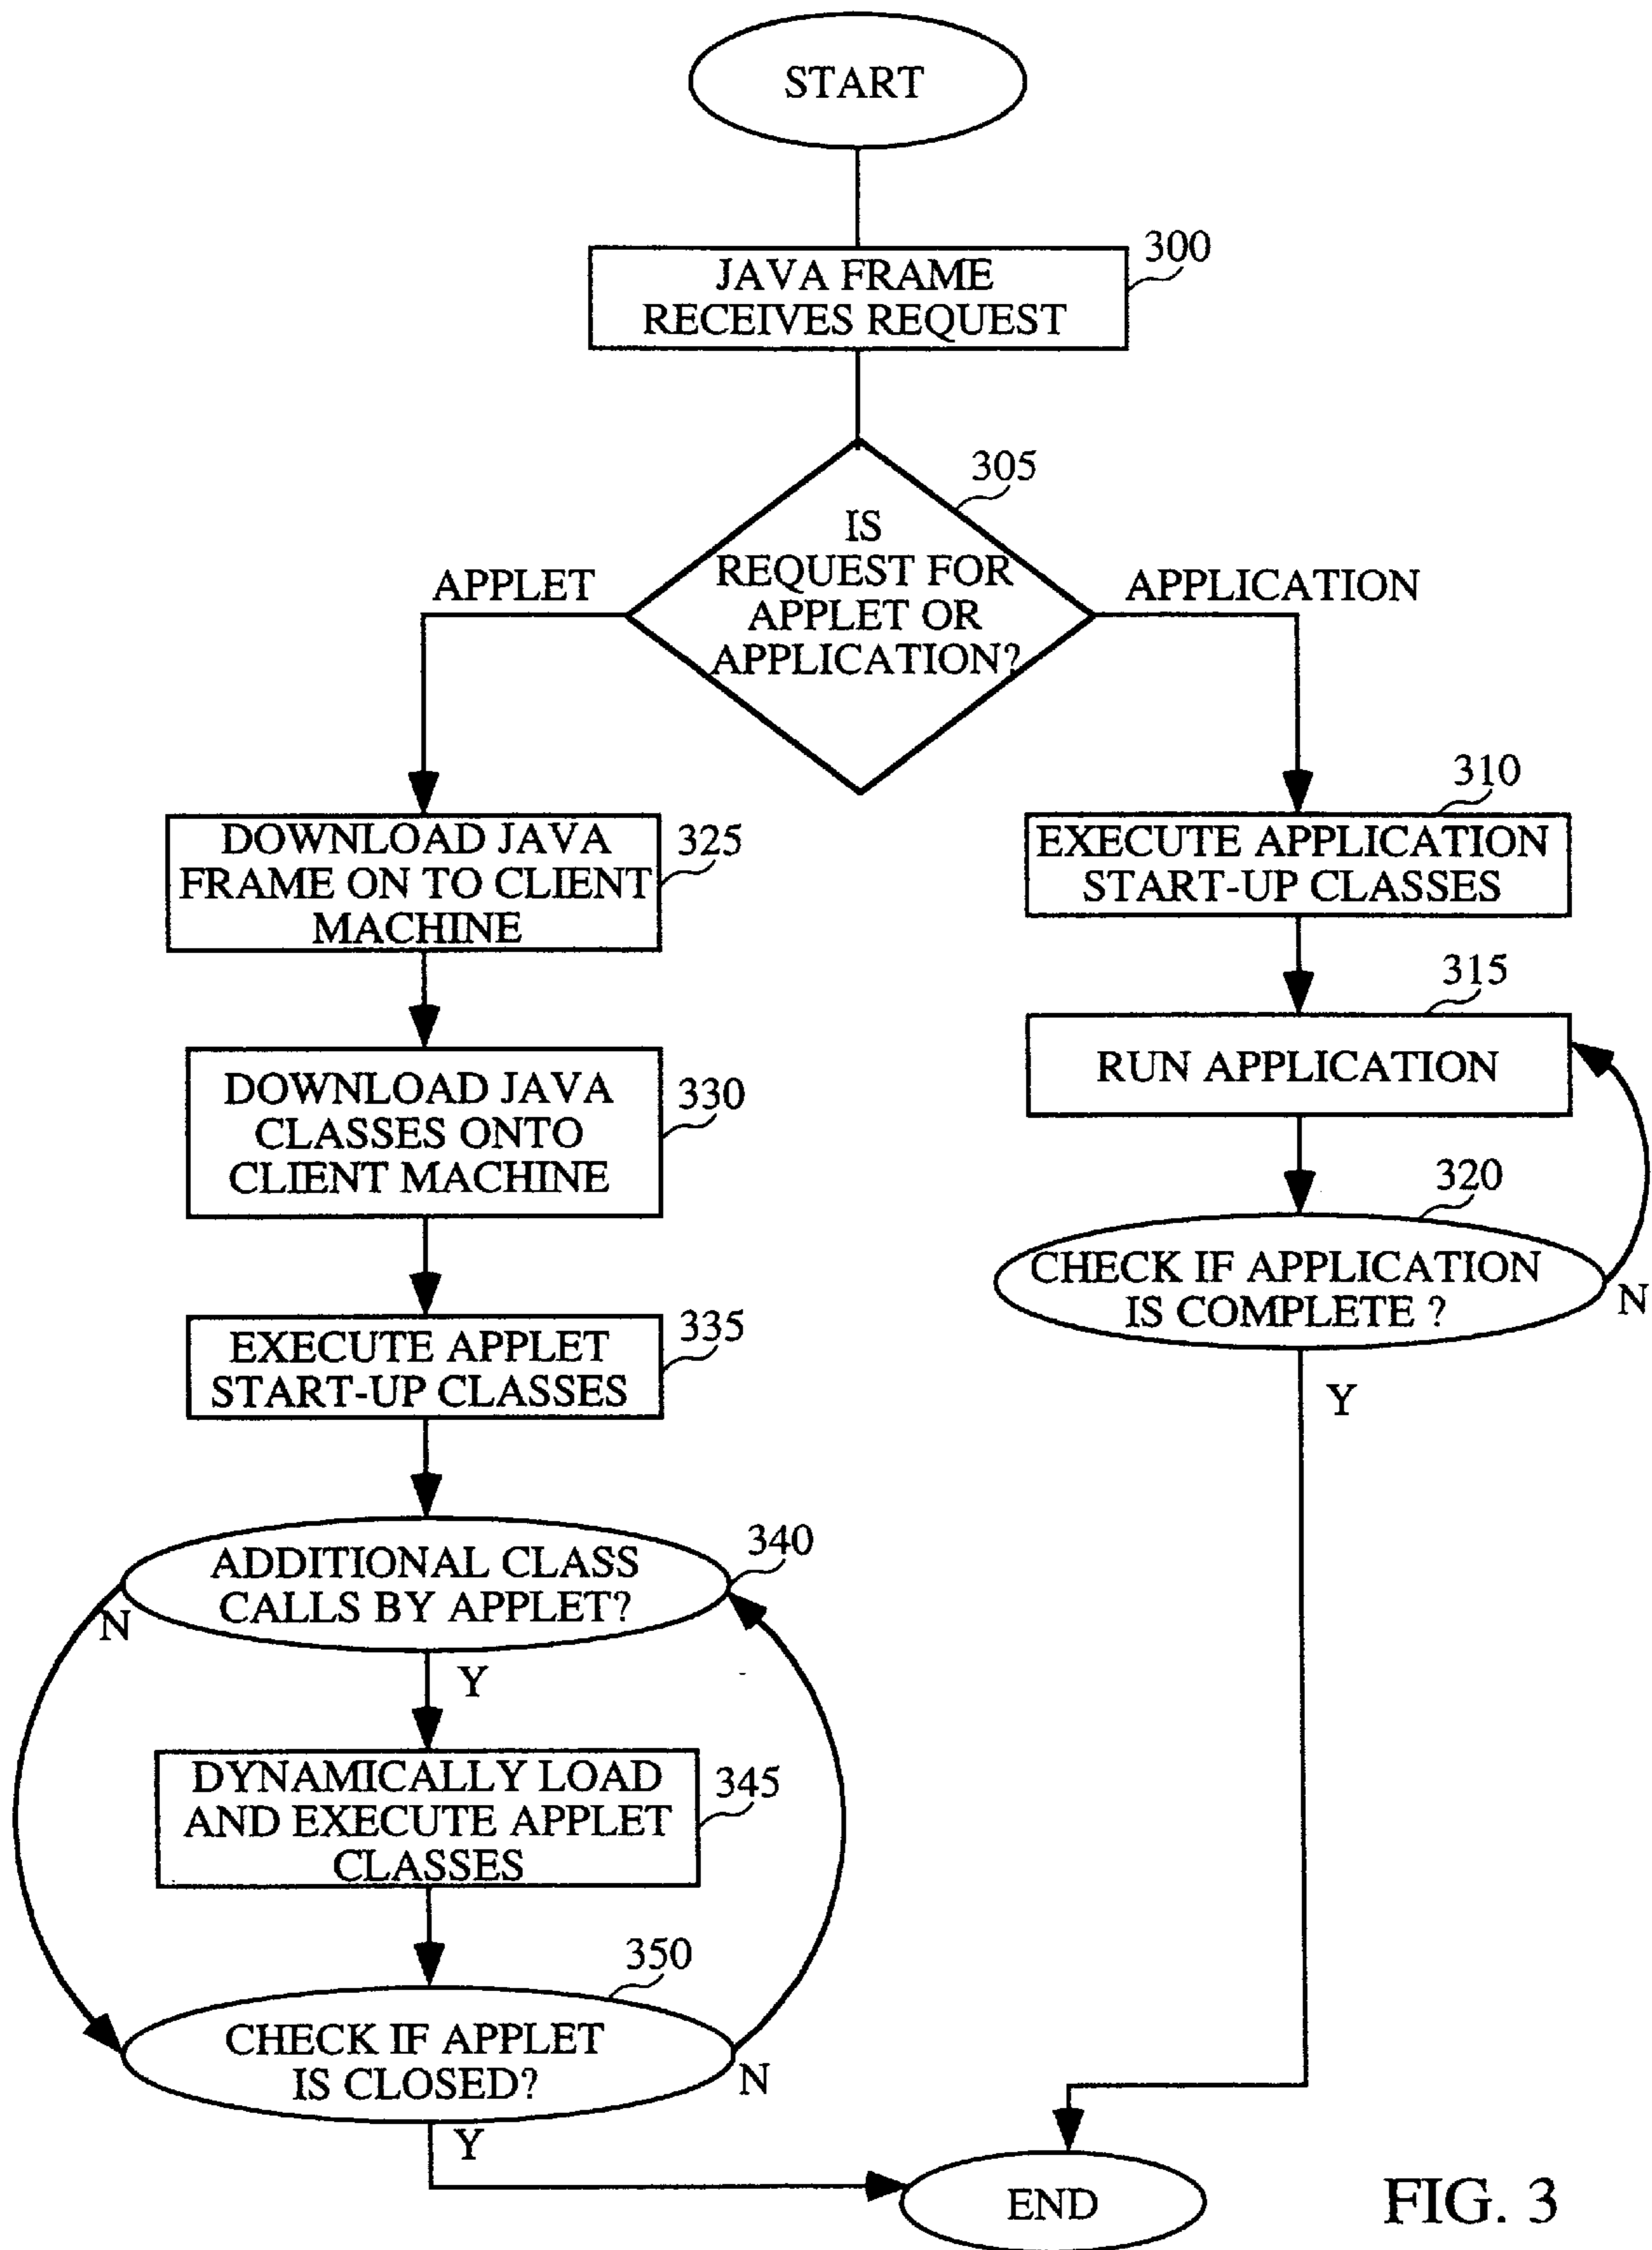 START
300
JAVA FRAME
RECEIVES REQUEST
305
IS
REQUEST FOR
APPLET OR
APPLICATION?
APPLET
APPLICATION
325
DOWNLOAD JAVA
FRAME ON TO CLIENT
MACHINE
330
DOWNLOAD JAVA
CLASSES ONTO
CLIENT MACHINE
335
EXECUTE APPLET
START-UP CLASSES
340
ADDITIONAL CLASS
CALLS BY APPLET?
N
Y
345
DYNAMICALLY LOAD
AND EXECUTE APPLET
CLASSES
350
CHECK IF APPLET
IS CLOSED?
N
Y
310
EXECUTE APPLICATION
START-UP CLASSES
315
RUN APPLICATION
320
CHECK IF APPLICATION
IS COMPLETE ?
N
Y
END
FIG. 3